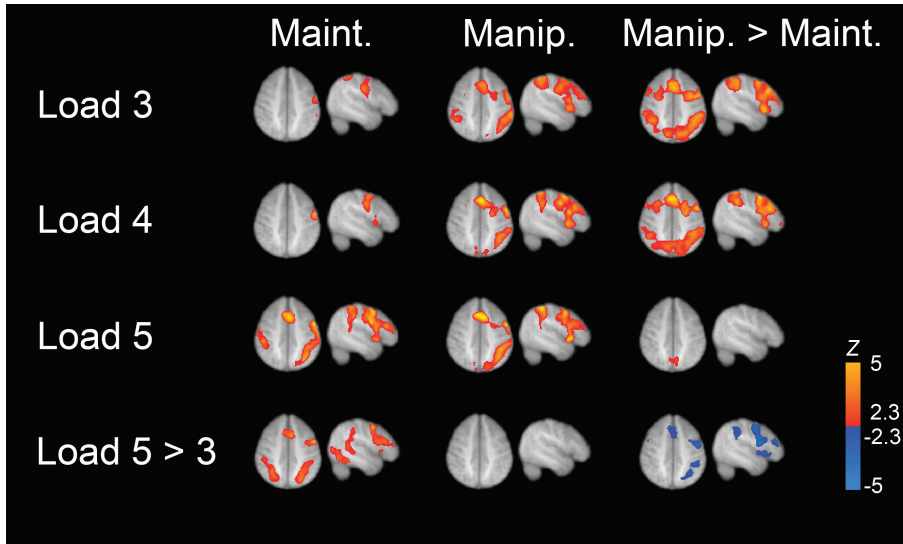 Maint. Manip. Manip. > Maint.
Load 3
Load 4
Load 5
Load 5 > 3
Z
5
2.3
-2.3
-5